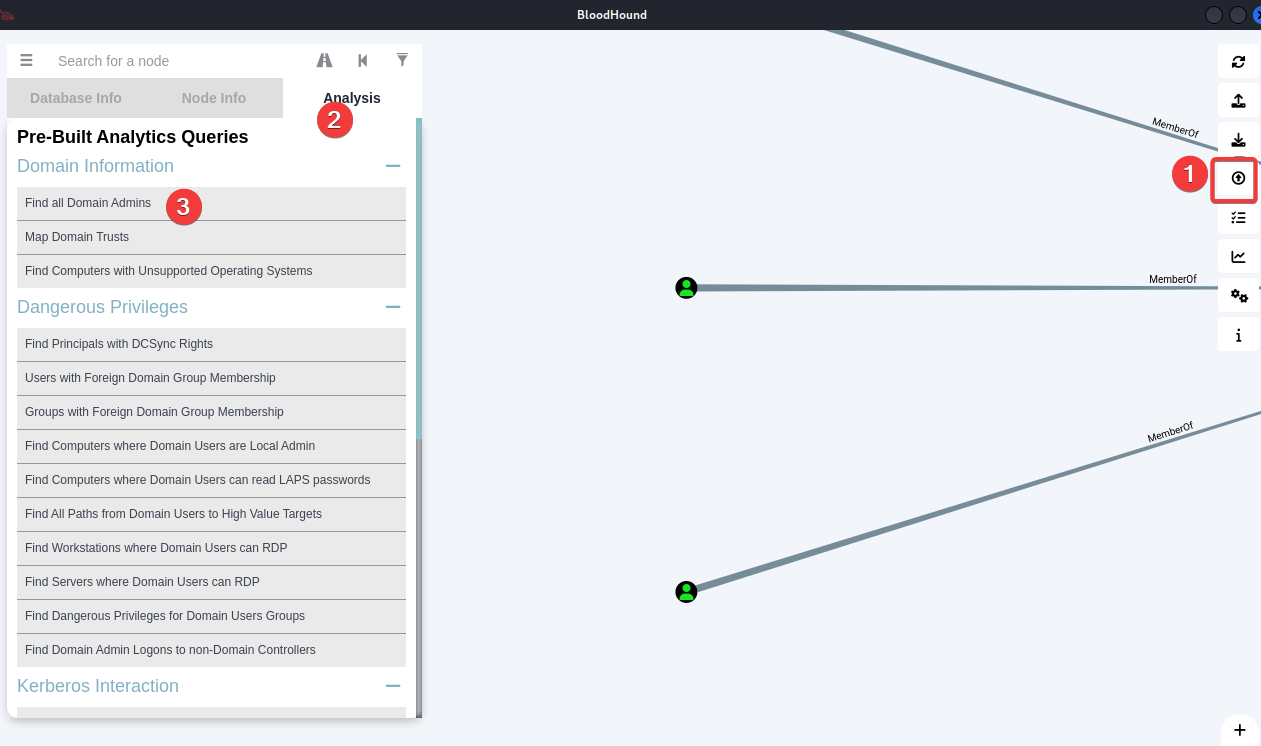 BloodHound
Search for a node
Database Info Node Info Analysis
2
Pre-Built Analytics Queries
Domain Information
Find all Domain Admins
3
Map Domain Trusts
Find Computers with Unsupported Operating Systems
Dangerous Privileges
Find Principals with DCSync Rights
Users with Foreign Domain Group Membership
Groups with Foreign Domain Group Membership
Find Computers where Domain Users are Local Admin
Find Computers where Domain Users can read LAPS passwords
Find All Paths from Domain Users to High Value Targets
Find Workstations where Domain Users can RDP
Find Servers where Domain Users can RDP
Find Dangerous Privileges for Domain Users Groups
Find Domain Admin Logons to non-Domain Controllers
Kerberos Interaction
MemberOf
1
MemberOf
MemberOf